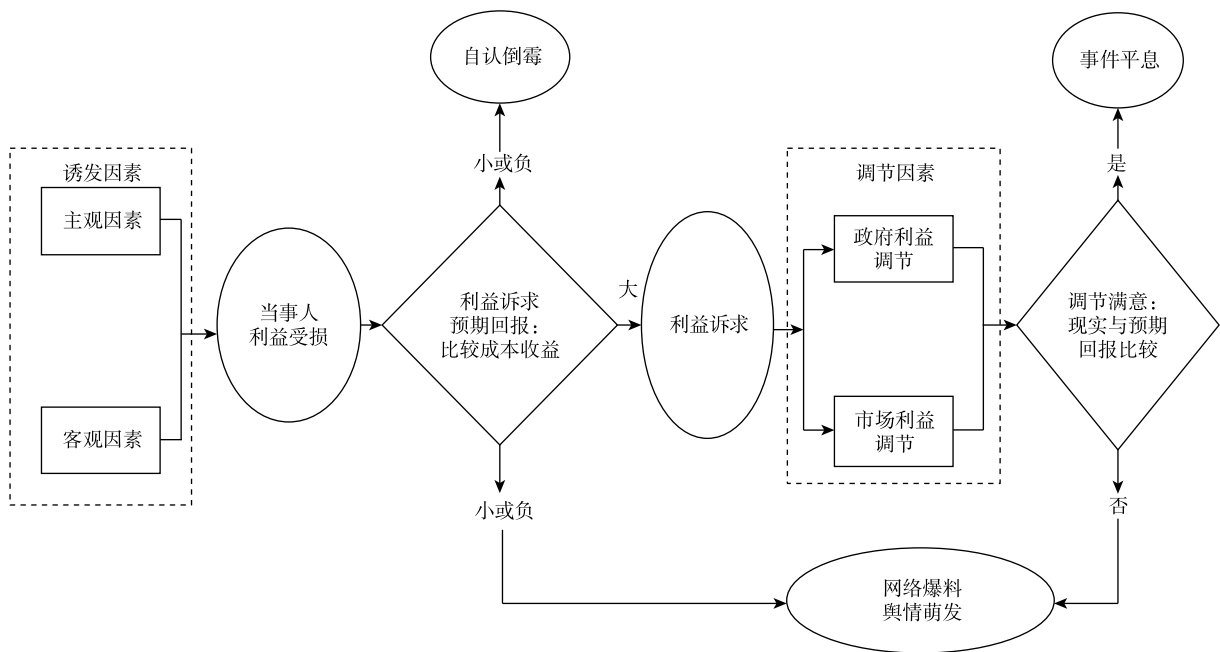 自认倒霉
事件平息
小或负
是
诱发因素
主观因素
客观因素
当事人
利益受损
利益诉求
预期回报：
比较成本收益
大
利益诉求
调节因素
政府利益
调节
市场利益
调节
调节满意：
现实与预期
回报比较
小或负
否
网络爆料
舆情萌发